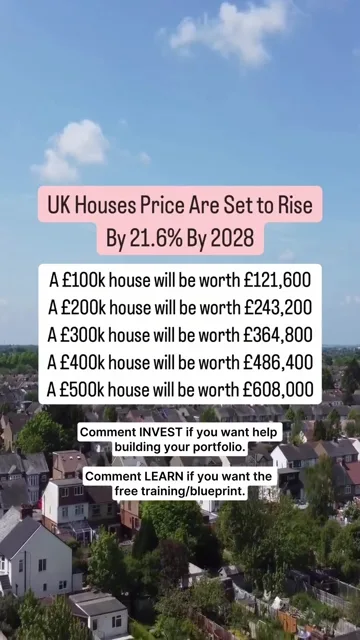 UK Houses Price Are Set to Rise
By 21.6% By 2028
A £100k house will be worth £121,600
A £200k house will be worth £243,200
A £300k house will be worth £364,800
A £400k house will be worth £486,400
A £500k house will be worth £608,000
Comment INVEST if you want help
building your portfolio.
Comment LEARN if you want the
free training/blueprint.